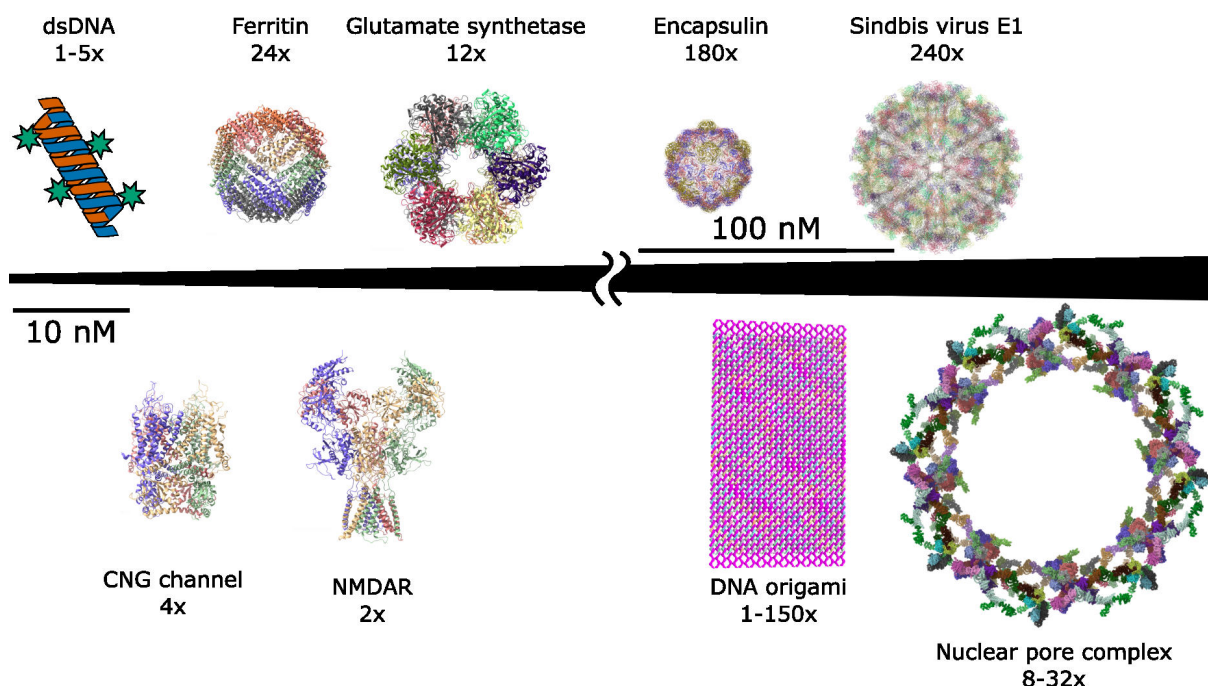 dsDNA
1-5x
Ferritin
24x
Glutamate synthetase
12x
Encapsulin
180x
Sindbis virus E1
240x
100 nM
10 nM
CNG channel
4x
NMDAR
2x
DNA origami
1-150x
Nuclear pore complex
8-32x